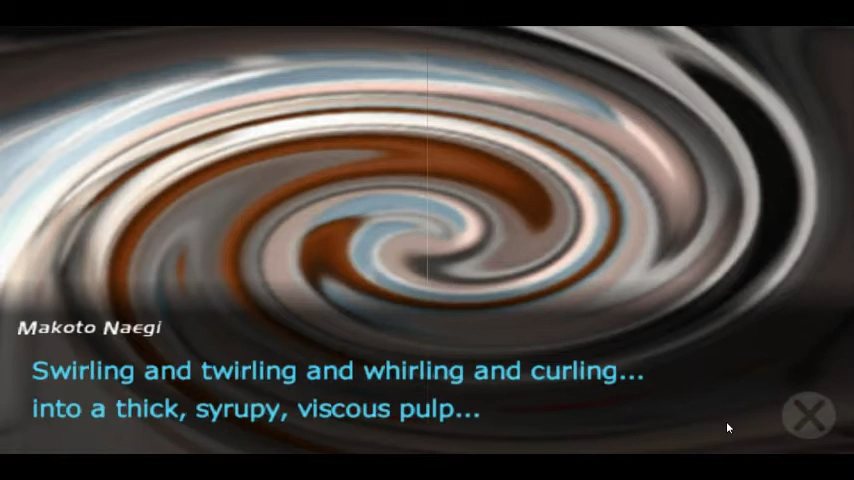 Makoto Naegi
Swirling and twirling and whirling and curling...
into a thick, syrupy, viscous pulp...